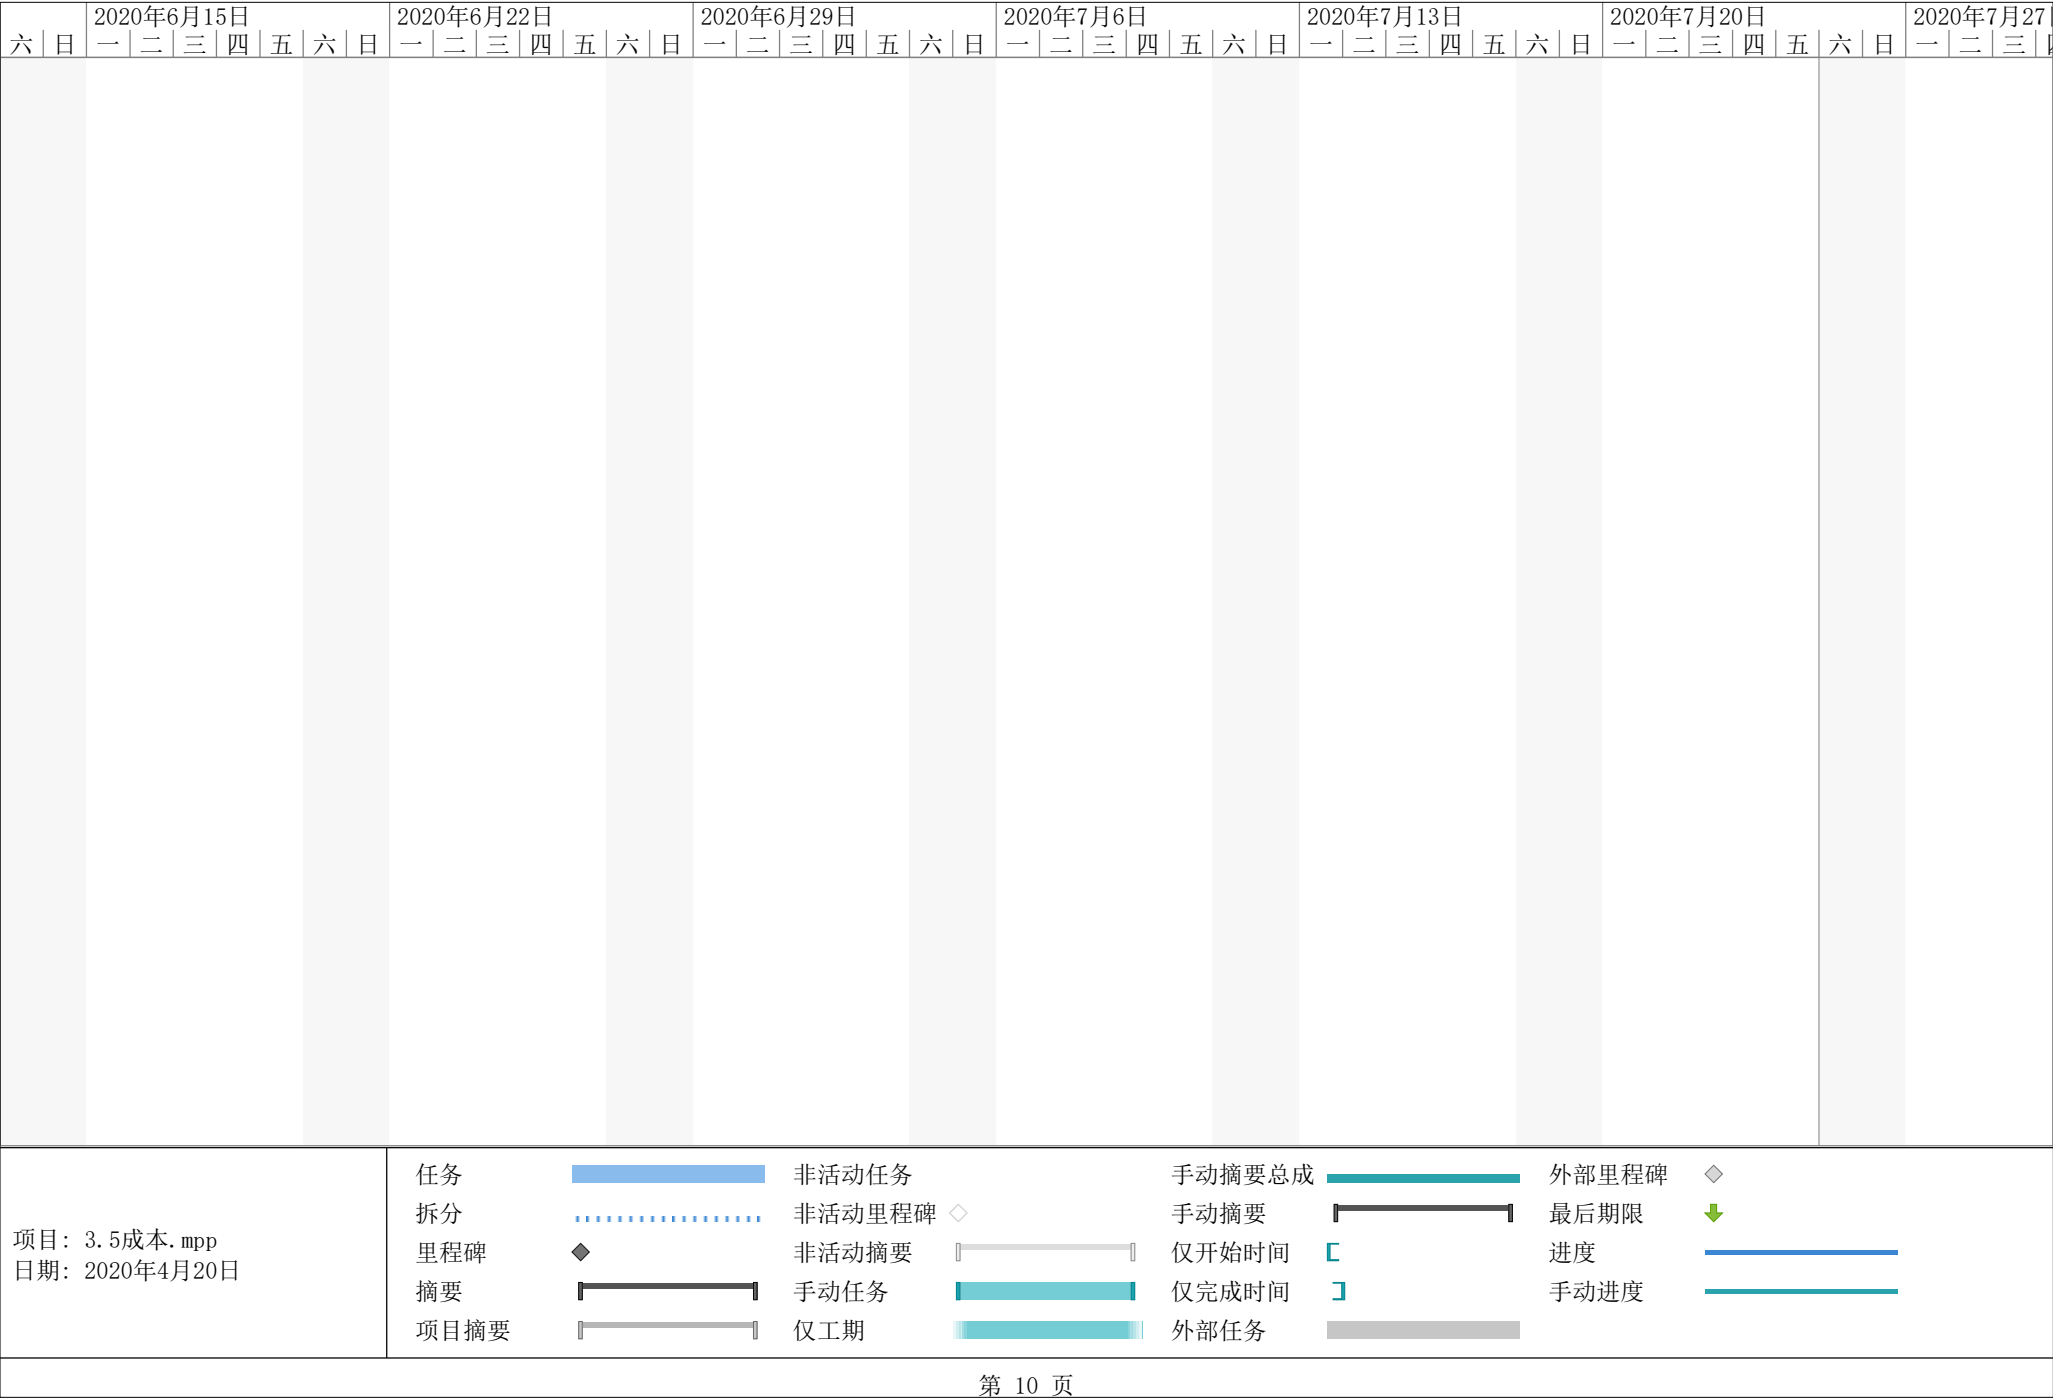 2020年6月15日 2020年6月22日 2020年6月29日 2020年7月6日 2020年7月13日 2020年7月20日 2020年7月27
六 日 一 二 三 四 五 六 日 一 二 三 四 五 六 日 一 二 三 四 五 六 日 一 二 三 四 五 六 日 一 二 三 四 五 六 日 一 二 三 四 五 六 日 一 二 三
项目: 3.5成本.mpp
日期: 2020年4月20日
任务 非活动任务 手动摘要总成 外部里程碑
拆分 非活动里程碑 手动摘要 最后期限
里程碑 非活动摘要 仅开始时间 进度
摘要 手动任务 仅完成时间 手动进度
项目摘要 仅工期 外部任务
第 10 页